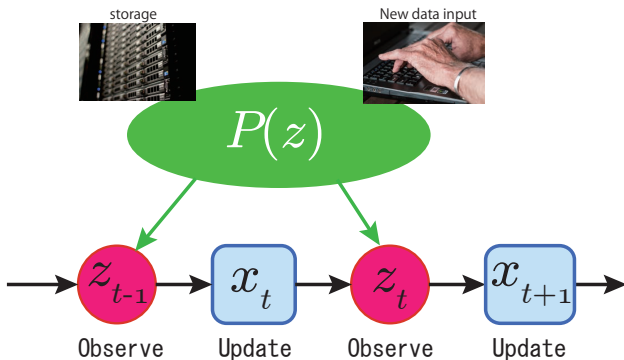 storage
New data input
P(z)
z_{t-1}
x_t
z_t
x_{t+1}
Observe
Update
Observe
Update